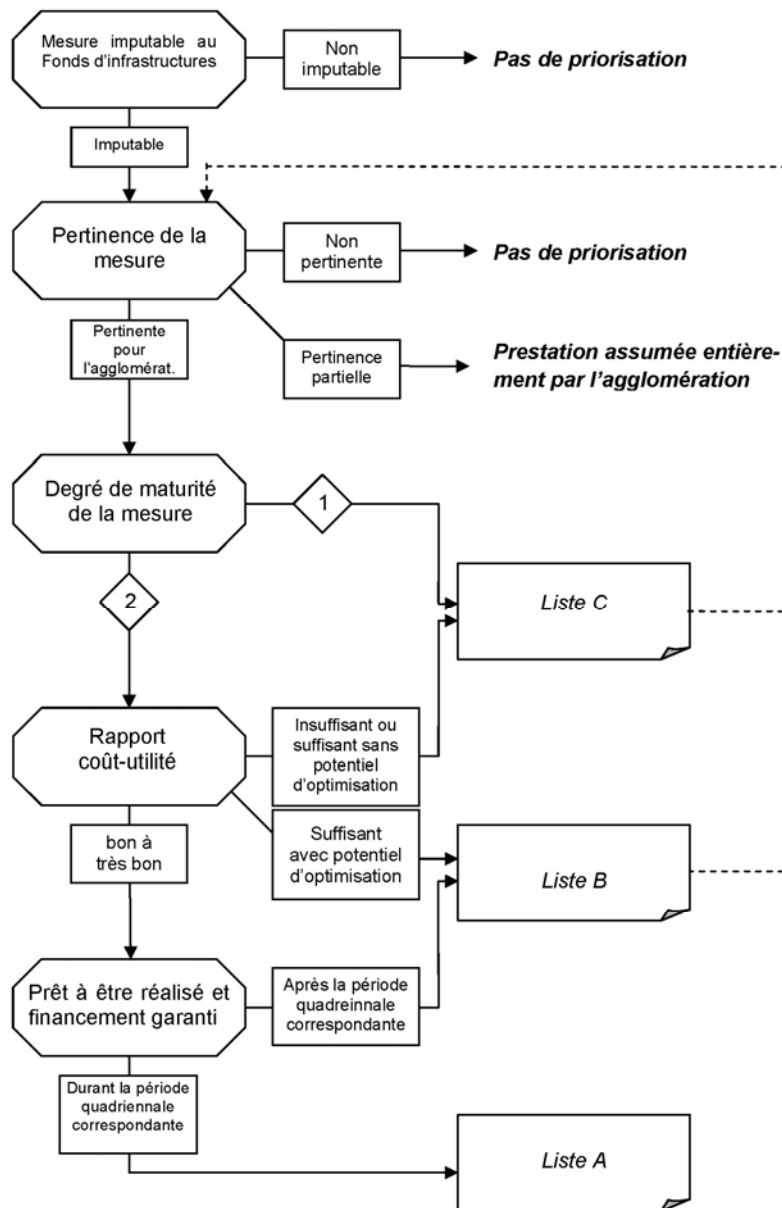 Mesure imputable au
Fonds d'infrastructures
Non
imputable
Pas de priorisation
Imputable
Pertinence de la
mesure
Non
pertinente
Pas de priorisation
Pertinente
pour
l'agglomérat.
Pertinence
partielle
Prestation assumée entière-
ment par l'agglomération
Degré de maturité
de la mesure
1
2
Liste C
Rapport
coût-utilité
Insuffisant ou
suffisant sans
potentiel
d'optimisation
bon à
très bon
Suffisant
avec potentiel
d'optimisation
Liste B
Prêt à être réalisé et
financement garanti
Après la période
quadreinnale
correspondante
Durant la période
quadriennale
correspondante
Liste A